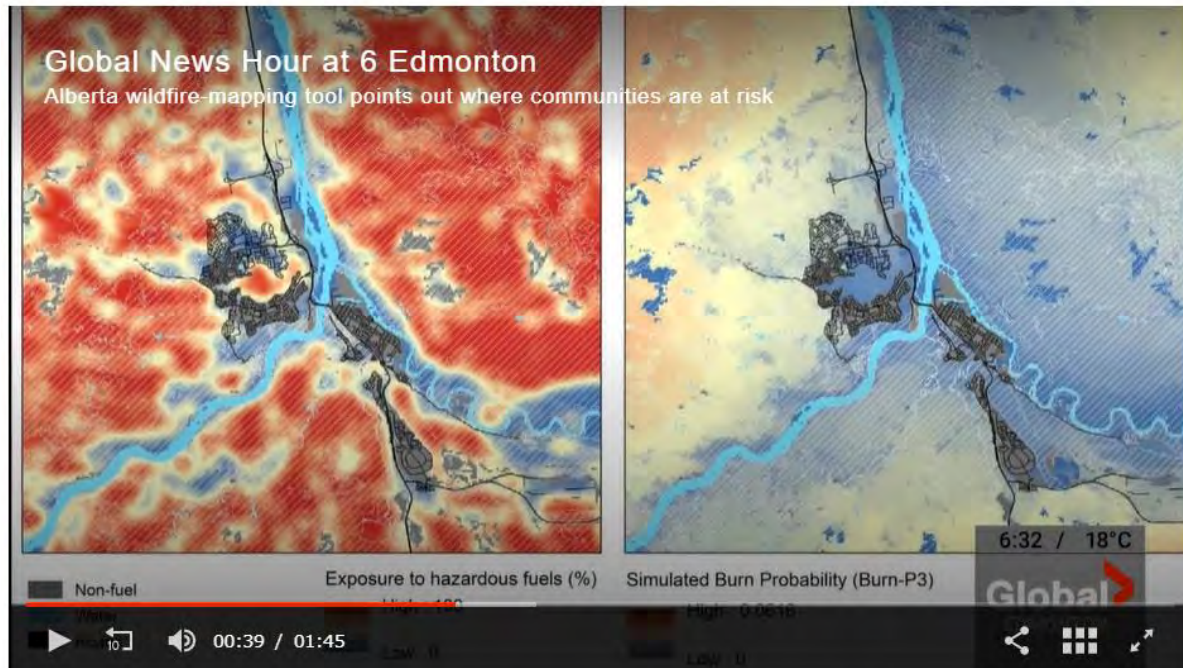 Global News Hour at 6 Edmonton
Alberta wildfire-mapping tool points out where communities are at risk
6:32 / 18°C
Non-fuel
Exposure to hazardous fuels (%)
Simulated Burn Probability (Burn-P3)
Global
Water
High : 100
High : 0.0616
10
00:39 / 01:45
Low : 0
Low : 0